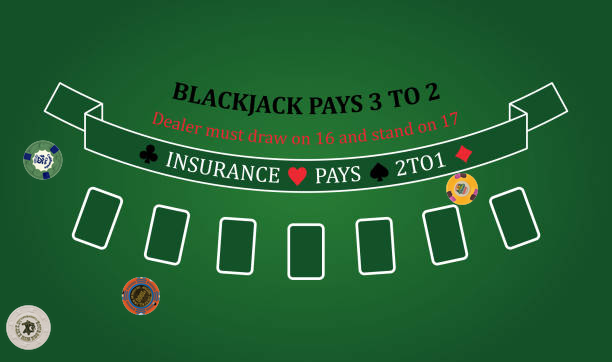 BLACKJACK PAYS 3 TO 2
Dealer must draw on 16 and stand on 17
INSURANCE PAYS 2TO1